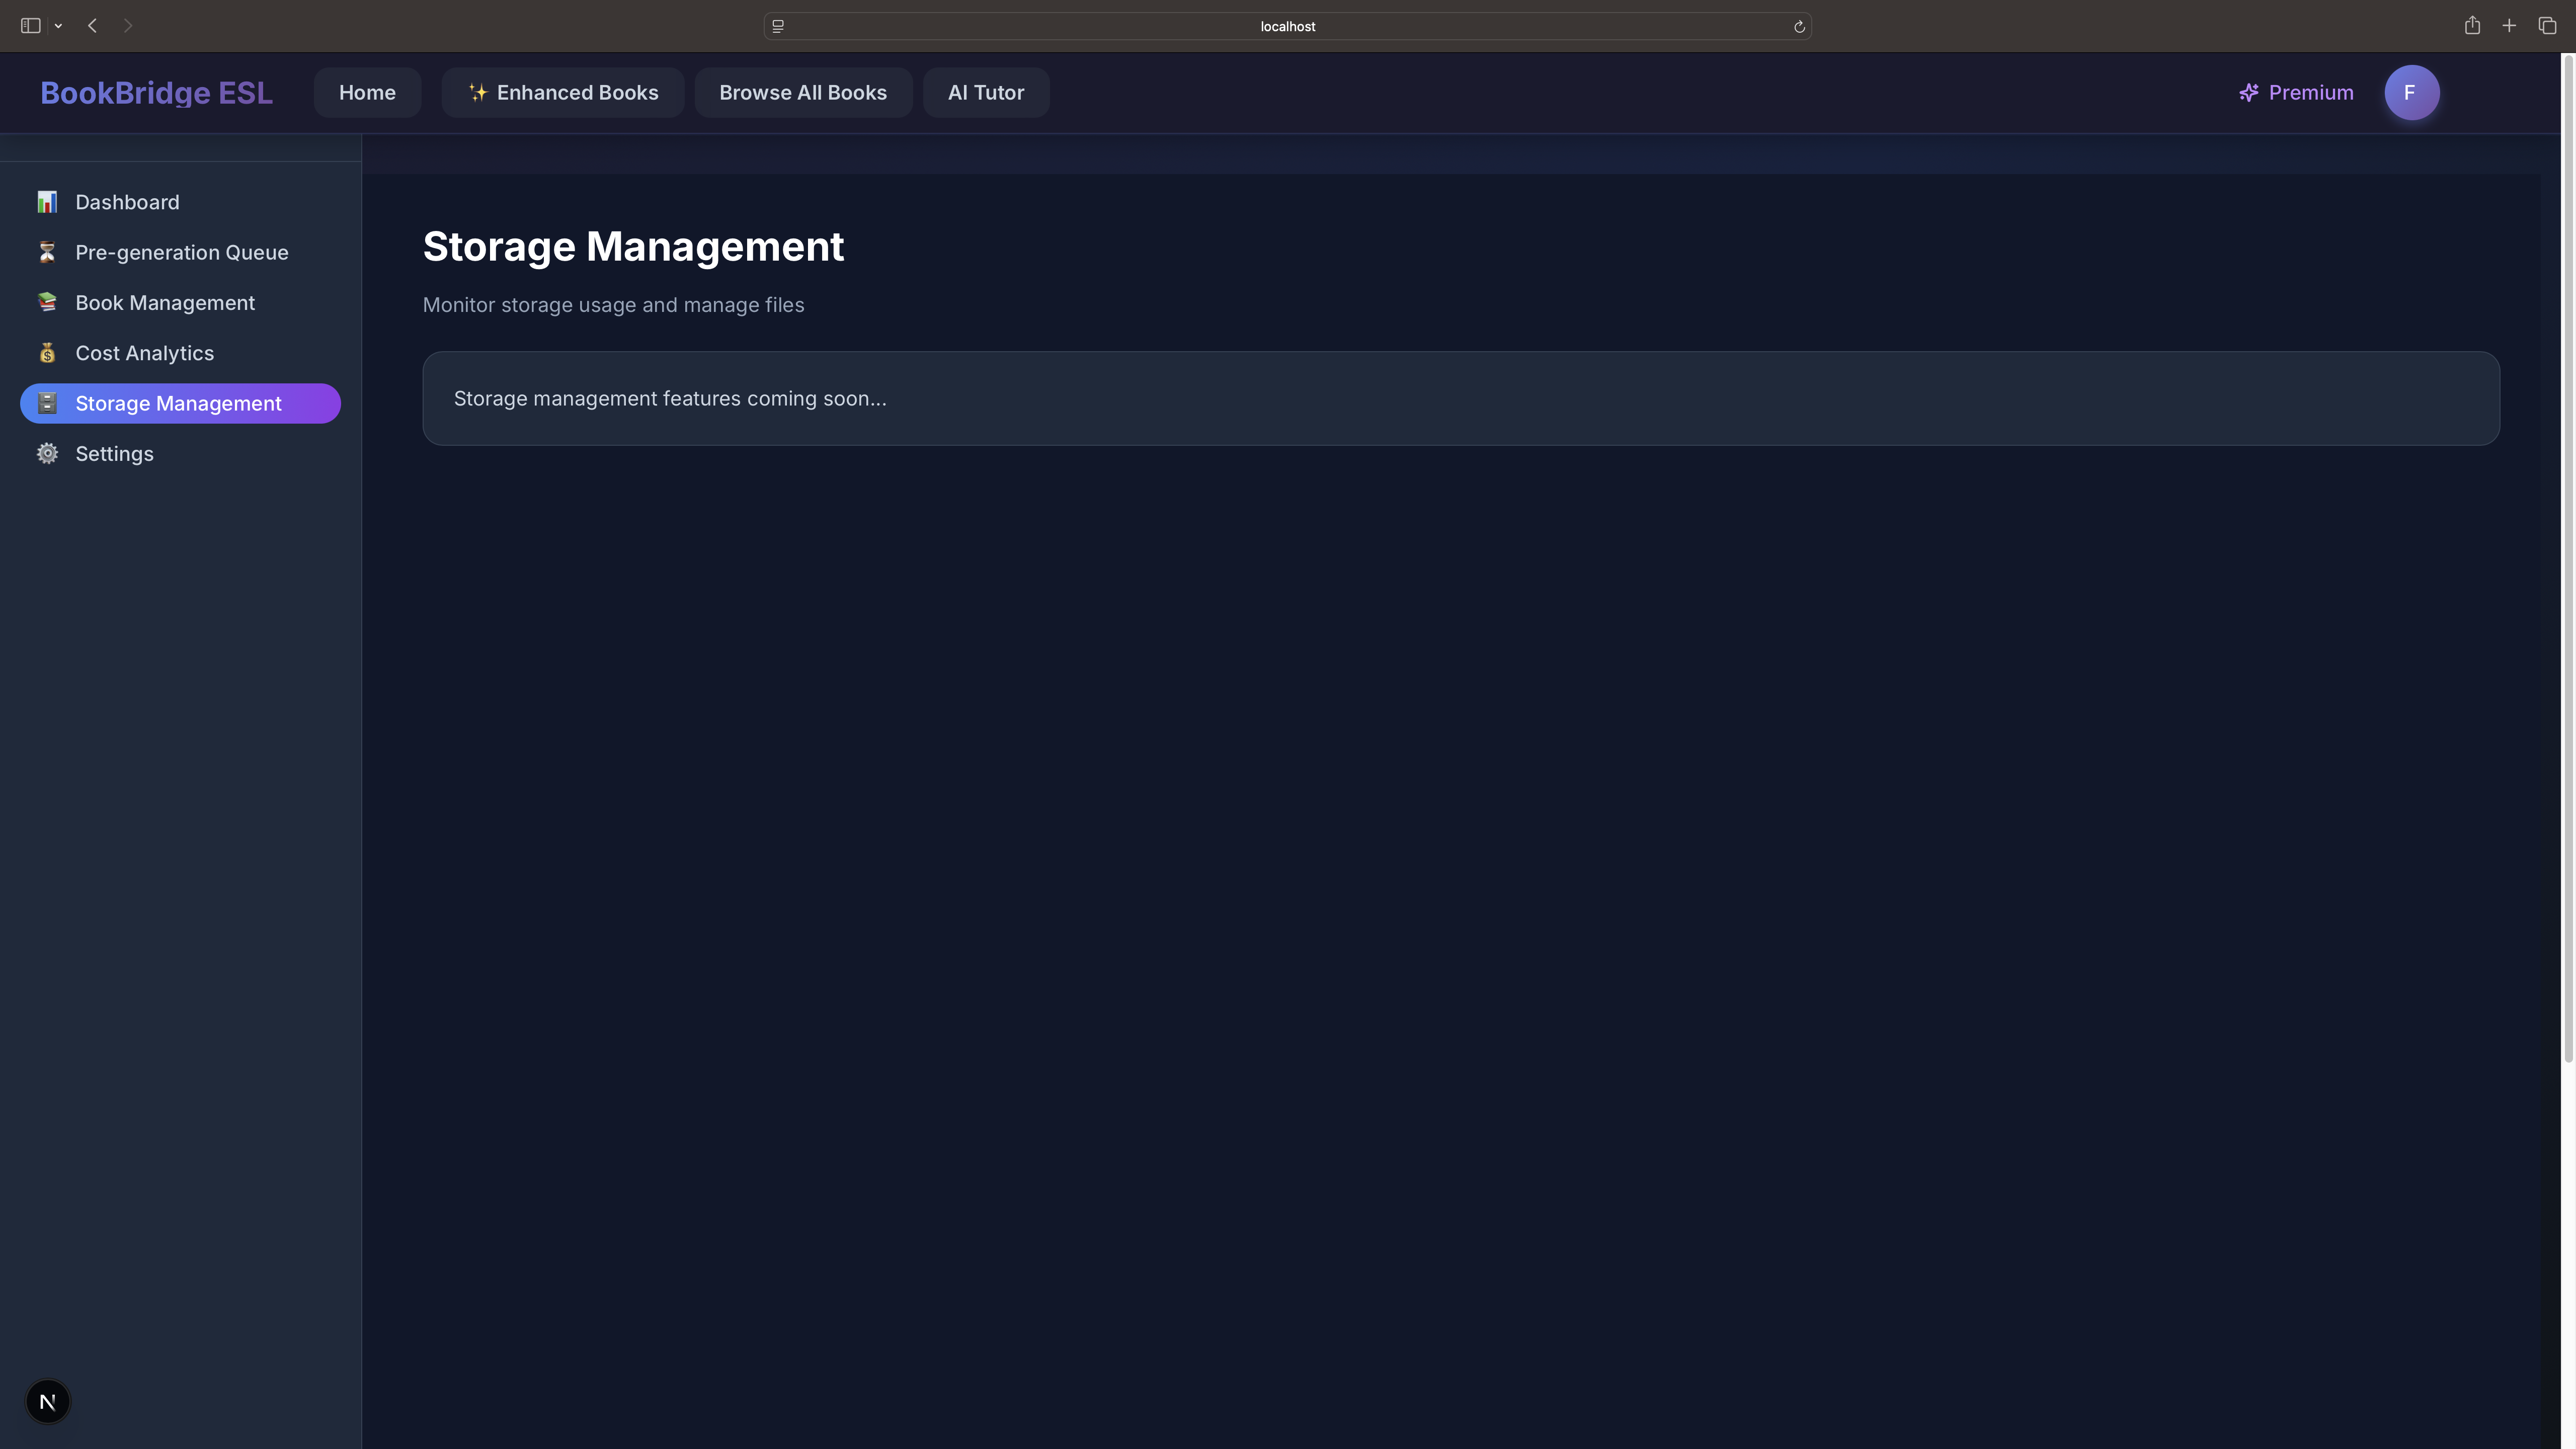 localhost
BookBridge ESL
Home
✨ Enhanced Books
Browse All Books
AI Tutor
Premium
F
Dashboard
Pre-generation Queue
Book Management
Cost Analytics
Storage Management
Settings
Storage Management
Monitor storage usage and manage files
Storage management features coming soon...
N